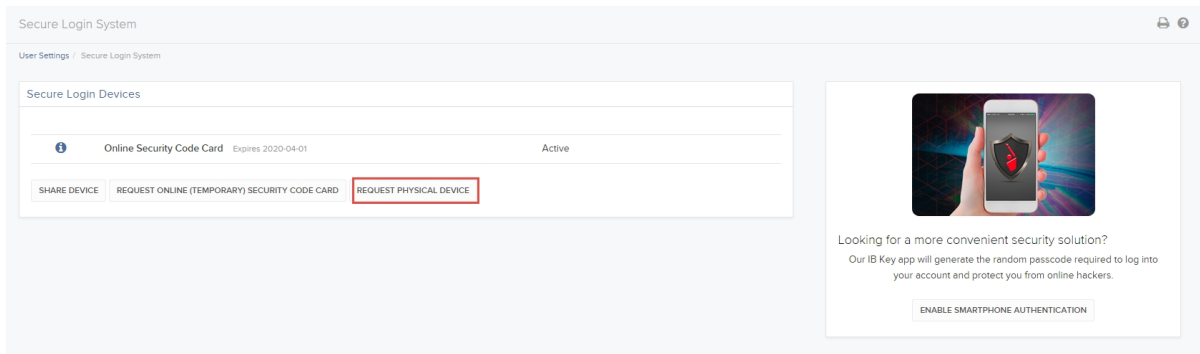 Secure Login System
User Settings / Secure Login System
Secure Login Devices
Online Security Code Card Expires 2020-04-01 Active
SHARE DEVICE REQUEST ONLINE (TEMPORARY) SECURITY CODE CARD REQUEST PHYSICAL DEVICE
Looking for a more convenient security solution?
Our IB Key app will generate the random passcode required to log into
your account and protect you from online hackers.
ENABLE SMARTPHONE AUTHENTICATION